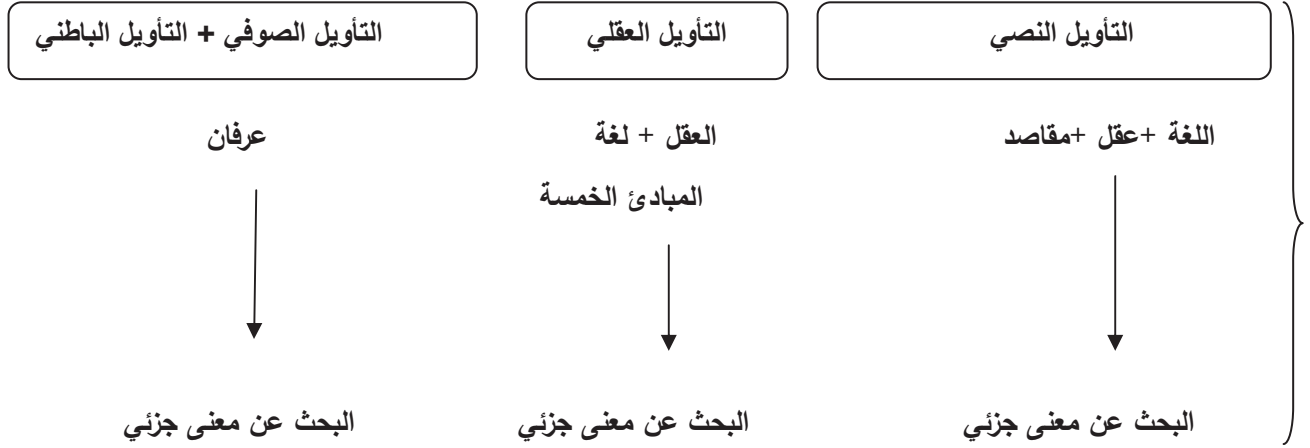 التأويل النصي
التأويل العقلي
التأويل الصوفي + التأويل الباطني
اللغة +عقل +مقاصد
العقل + لغة
عرفان
المبادئ الخمسة
البحث عن معنى جزئي
البحث عن معنى جزئي
البحث عن معنى جزئي